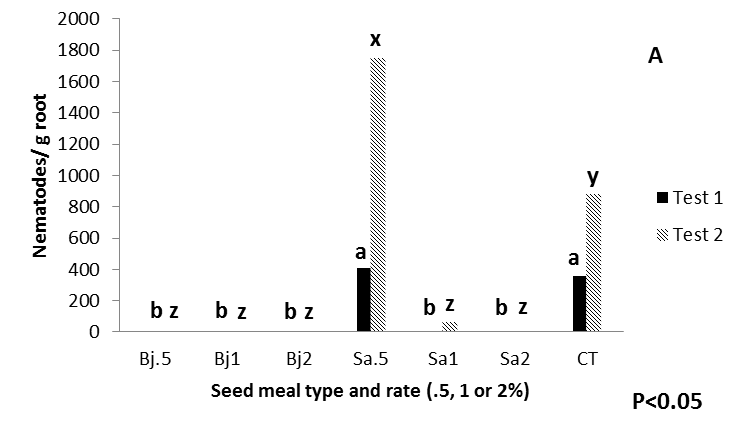 2000
1800
1600
1400
1200
1000
800
600
400
200
0
Nematodes/ g root
x
A
y
a
a
b z
b z
b z
b z
b z
Test 1
Test 2
Bj.5 Bj1 Bj2 Sa.5 Sa1 Sa2 CT
Seed meal type and rate (.5, 1 or 2%)
P<0.05